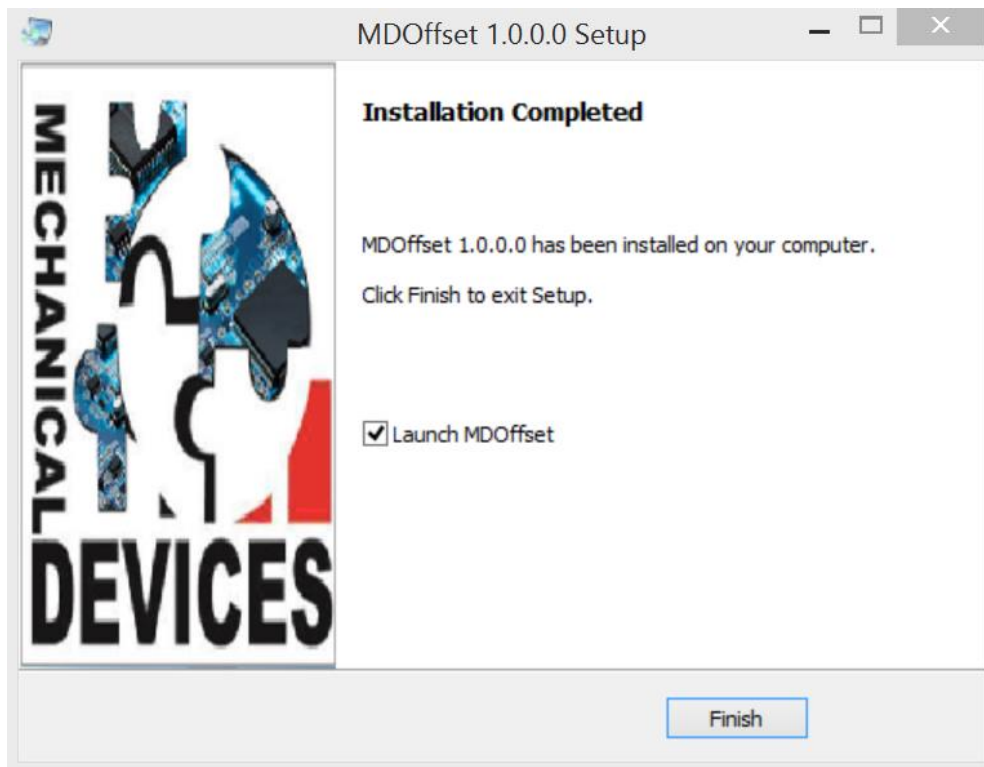 MDOffset 1.0.0.0 Setup
MECHANICAL
DEVICES
Installation Completed
MDOffset 1.0.0.0 has been installed on your computer.
Click Finish to exit Setup.
Launch MDOffset
Finish